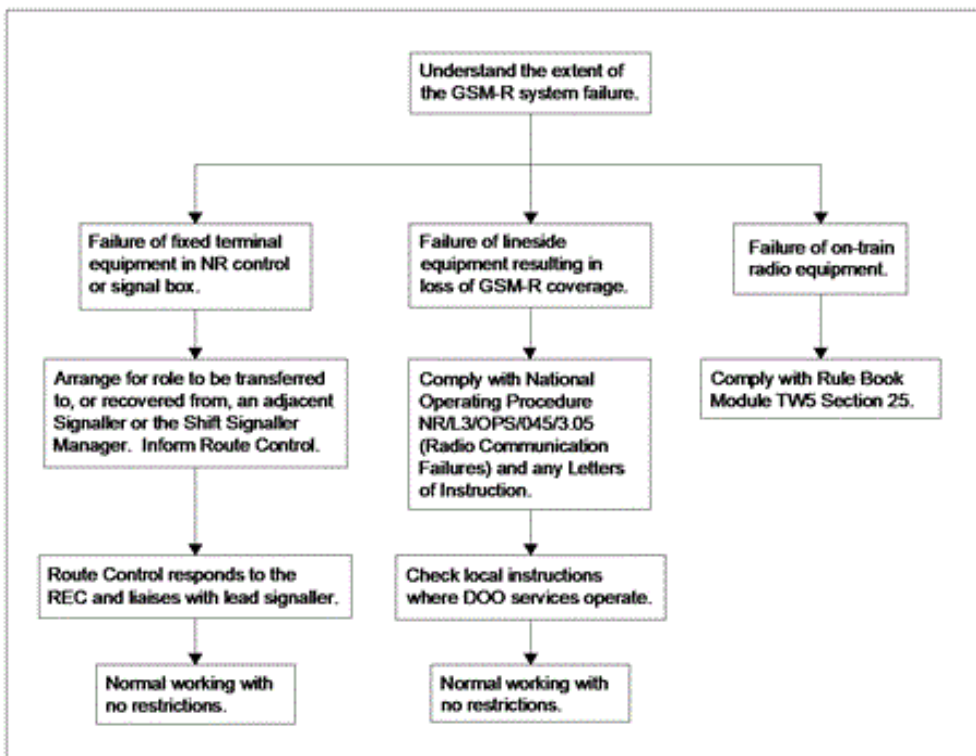 Understand the extent of
the GSM-R system failure.
Failure of fixed terminal
equipment in NR control
or signal box.
Arrange for role to be transferred
to, or recovered from, an adjacent
Signaller or the Shift Signaller
Manager.  Inform Route Control.
Route Control responds to the
REC and liaises with lead signaller.
Normal working with
no restrictions.
Failure of lineside
equipment resulting in
loss of GSM-R coverage.
Comply with National
Operating Procedure
NR/L3/OPS/045/3.05
(Radio Communication
Failures) and any Letters
of Instruction.
Check local instructions
where DOO services operate.
Normal working with
no restrictions.
Failure of on-train
radio equipment.
Comply with Rule Book
Module TW5 Section 25.